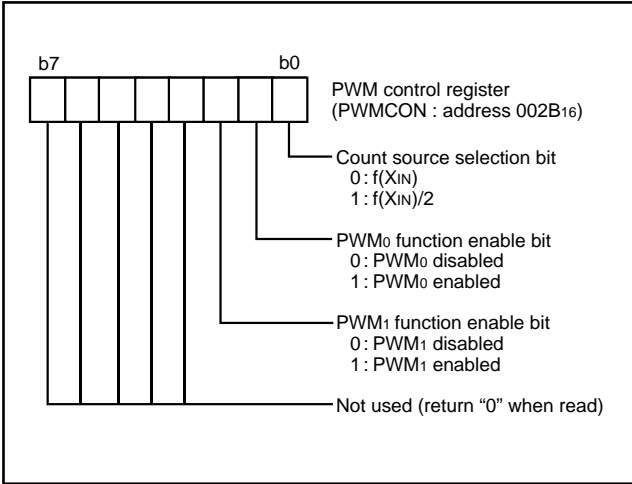 b7 b0
PWM control register
(PWMCON : address 002B16)
Count source selection bit
0 : f(XIN)
1 : f(XIN)/2
PWM0 function enable bit
0 : PWM0 disabled
1 : PWM0 enabled
PWM1 function enable bit
0 : PWM1 disabled
1 : PWM1 enabled
Not used (return “0” when read)